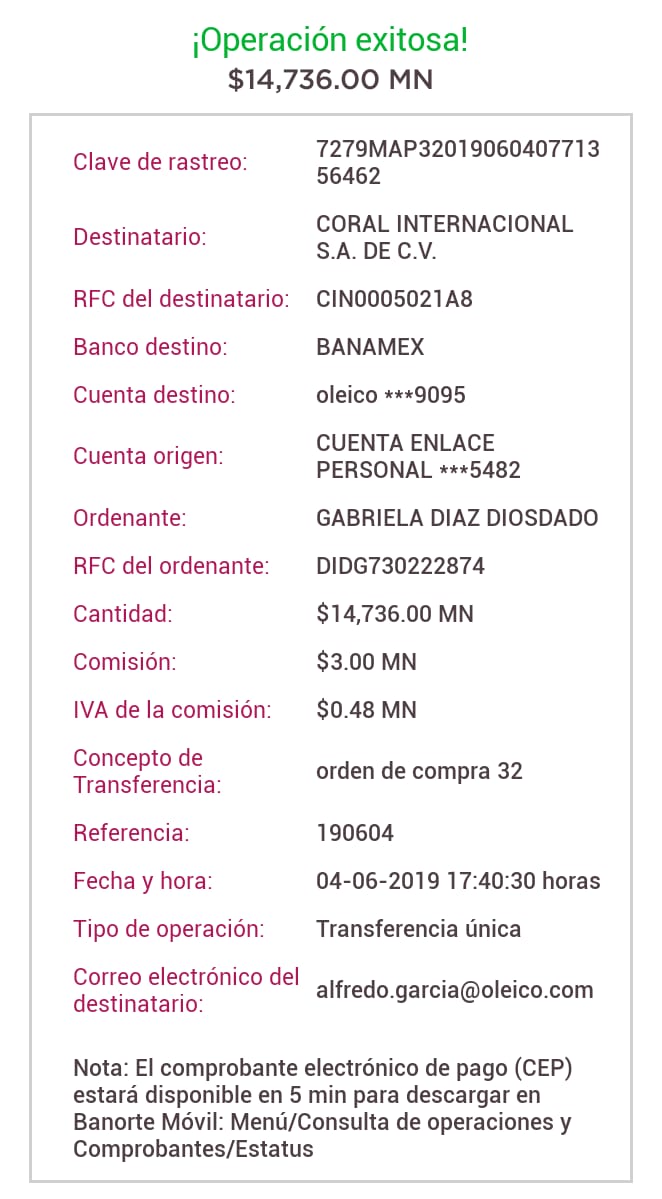 ¡Operación exitosa!
$14,736.00 MN
Clave de rastreo:
7279MAP32019060407713
56462
Destinatario:
CORAL INTERNACIONAL
S.A. DE C.V.
RFC del destinatario:
CIN0005021A8
Banco destino:
BANAMEX
Cuenta destino:
oleico ***9095
Cuenta origen:
CUENTA ENLACE
PERSONAL ***5482
Ordenante:
GABRIELA DIAZ DIOSDADO
RFC del ordenante:
DIDG730222874
Cantidad:
$14,736.00 MN
Comisión:
$3.00 MN
IVA de la comisión:
$0.48 MN
Concepto de
Transferencia:
orden de compra 32
Referencia:
190604
Fecha y hora:
04-06-2019 17:40:30 horas
Tipo de operación:
Transferencia única
Correo electrónico del
destinatario:
alfredo.garcia@oleico.com
Nota: El comprobante electrónico de pago (CEP)
estará disponible en 5 min para descargar en
Banorte Móvil: Menú/Consulta de operaciones y
Comprobantes/Estatus